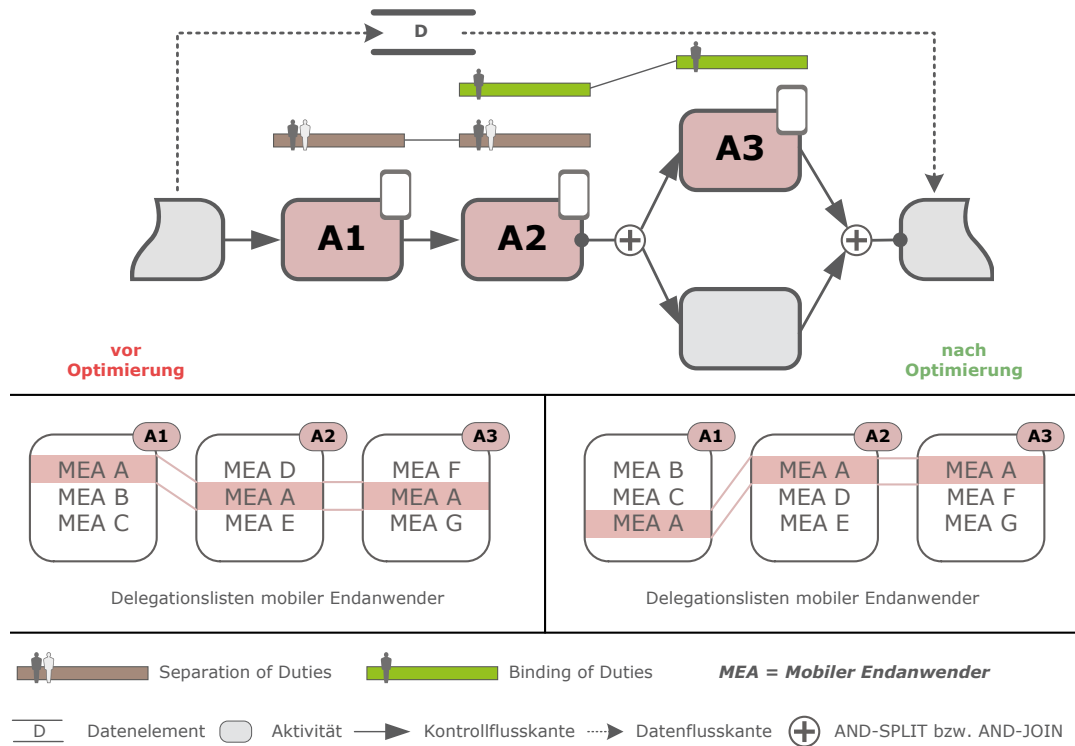 D
A3
A1
A2
vor
Optimierung
nach
Optimierung
A1
A2
A3
MEA A
MEA B
MEA C
MEA D
MEA A
MEA E
MEA F
MEA A
MEA G
Delegationslisten mobiler Endanwender
A1
A2
A3
MEA B
MEA C
MEA A
MEA A
MEA D
MEA E
MEA A
MEA F
MEA G
Delegationslisten mobiler Endanwender
Separation of Duties
Binding of Duties
MEA = Mobiler Endanwender
D
Datenelement
Aktivität
Kontrollflusskante
Datenflusskante
AND-SPLIT bzw. AND-JOIN